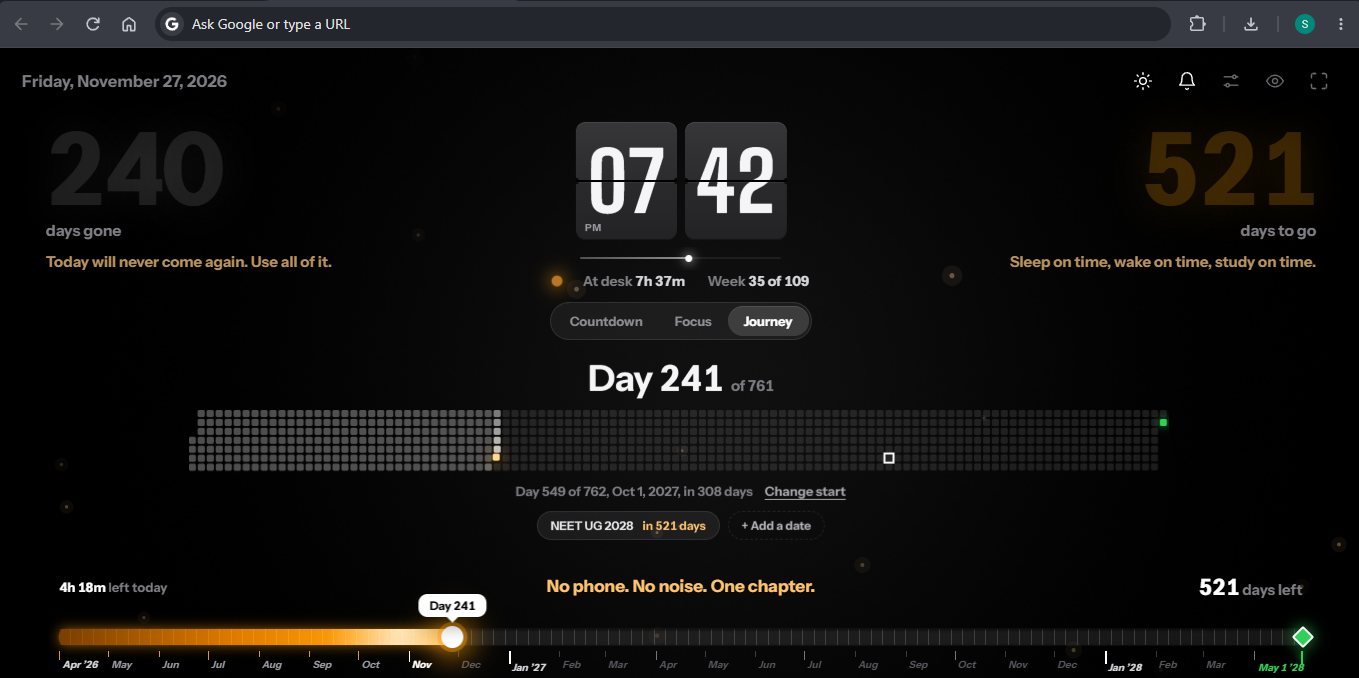 Ask Google or type a URL
S
Friday, November 27, 2026
240
days gone
Today will never come again. Use all of it.
07 42
PM
521
days to go
Sleep on time, wake on time, study on time.
At desk 7h 37m Week 35 of 109
Countdown Focus Journey
Day 241 of 761
Day 549 of 762, Oct 1, 2027, in 308 days Change start
NEET UG 2028 in 521 days + Add a date
4h 18m left today
No phone. No noise. One chapter.
521 days left
Day 241
Apr '26 May Jun Jul Aug Sep Oct Nov Dec Jan '27 Feb Mar Apr May Jun Jul Aug Sep Oct Nov Dec Jan '28 Feb Mar May 1 '28